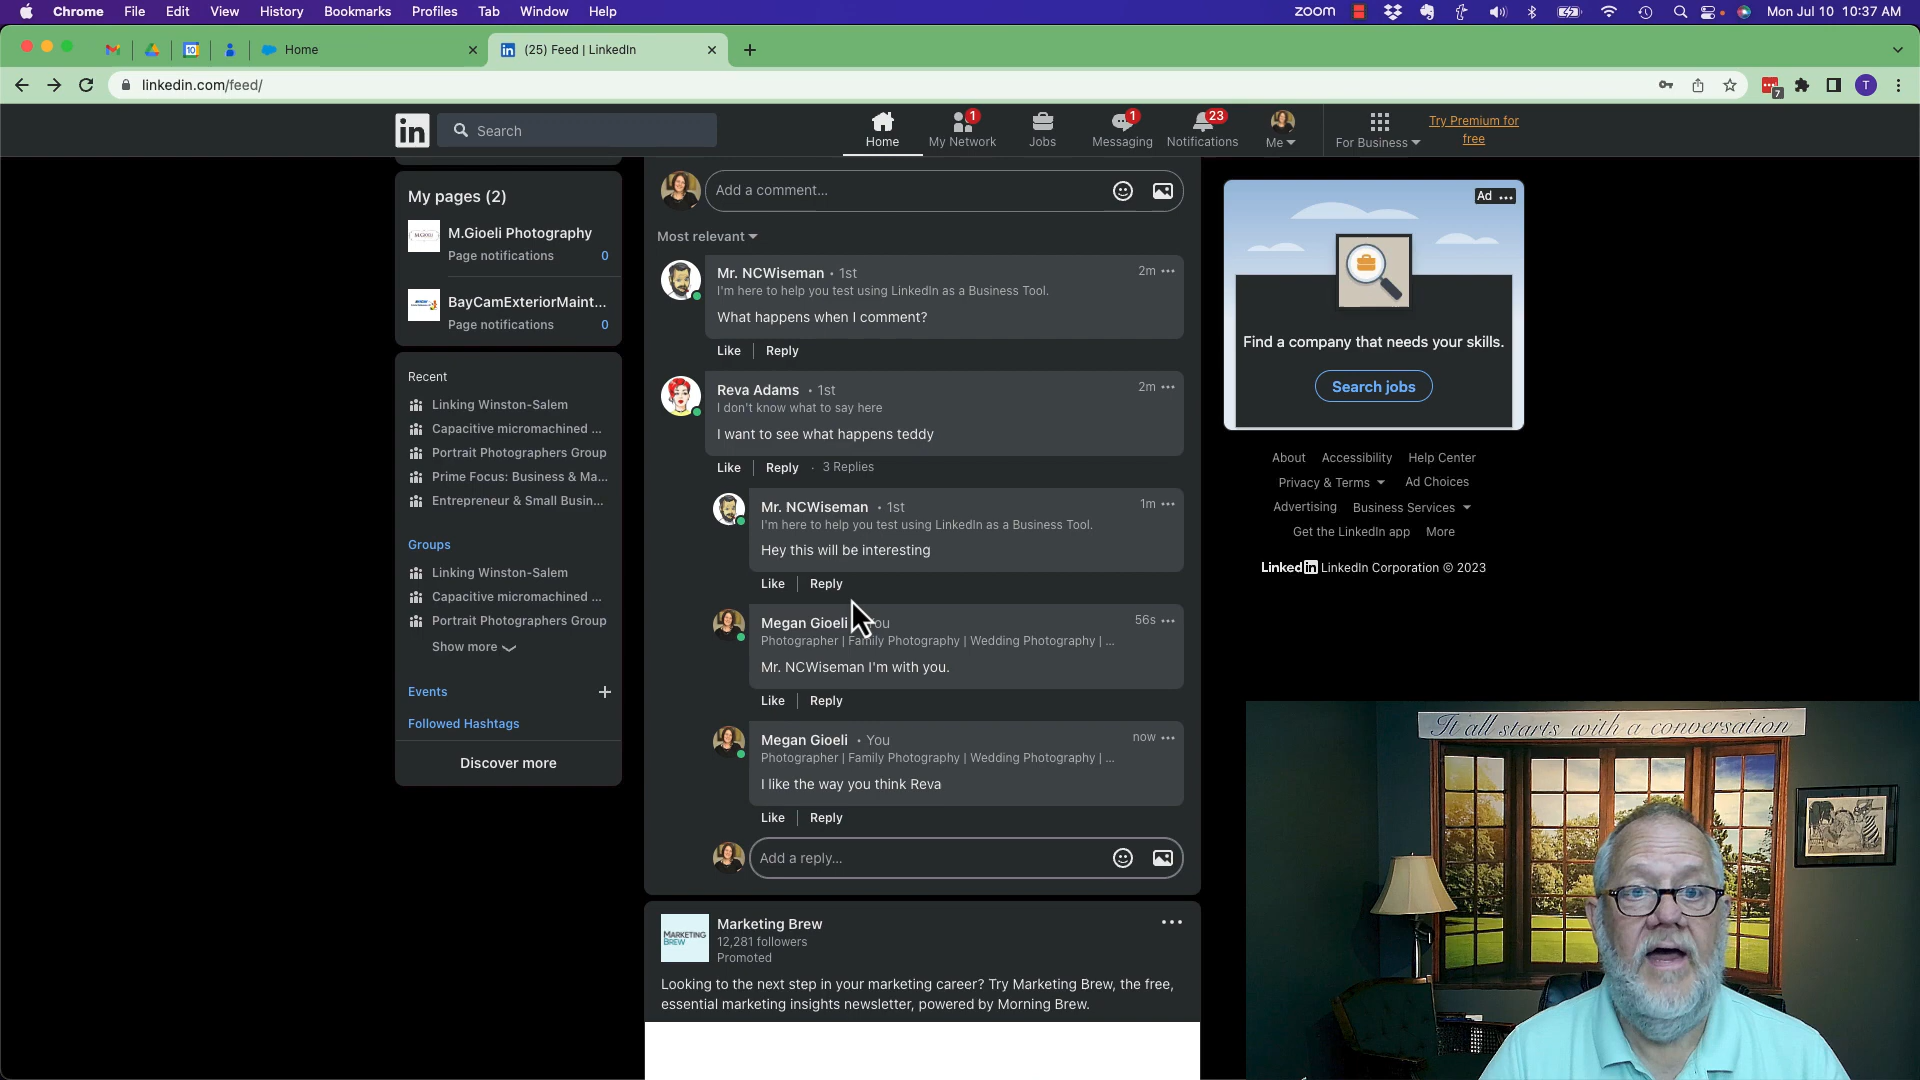 Chrome File Edit View History Bookmarks Profiles Tab Window Help
zoom Mon Jul 10 10:37 AM
10 Home (25) Feed | LinkedIn
linkedin.com/feed/
7 T
in Search
Home
1 My Network
Jobs
1 Messaging
23 Notifications
Me
For Business
Try Premium for
free
My pages (2)
M.Gioeli Photography
Page notifications 0
BayCamExteriorMaint...
Page notifications 0
Recent
Linking Winston-Salem
Capacitive micromachined ...
Portrait Photographers Group
Prime Focus: Business & Ma...
Entrepreneur & Small Busin...
Groups
Linking Winston-Salem
Capacitive micromachined ...
Portrait Photographers Group
Show more
Events
Followed Hashtags
Discover more
Add a comment...
Most relevant
Mr. NCWiseman • 1st 2m
I'm here to help you test using LinkedIn as a Business Tool.
What happens when I comment?
Like Reply
Reva Adams • 1st 2m
I don't know what to say here
I want to see what happens teddy
Like Reply · 3 Replies
Mr. NCWiseman • 1st 1m
I'm here to help you test using LinkedIn as a Business Tool.
Hey this will be interesting
Like Reply
Megan Gioeli 56s
Photographer | Family Photography | Wedding Photography | ...
Mr. NCWiseman I'm with you.
Like Reply
Megan Gioeli • You now
Photographer | Family Photography | Wedding Photography | ...
I like the way you think Reva
Like Reply
Add a reply...
MARKETING
BREW
Marketing Brew
12,281 followers
Promoted
Looking to the next step in your marketing career? Try Marketing Brew, the free,
essential marketing insights newsletter, powered by Morning Brew.
Ad
Find a company that needs your skills.
Search jobs
About Accessibility Help Center
Privacy & Terms Ad Choices
Advertising Business Services
Get the LinkedIn app More
LinkedIn LinkedIn Corporation © 2023
It all starts with a conversation